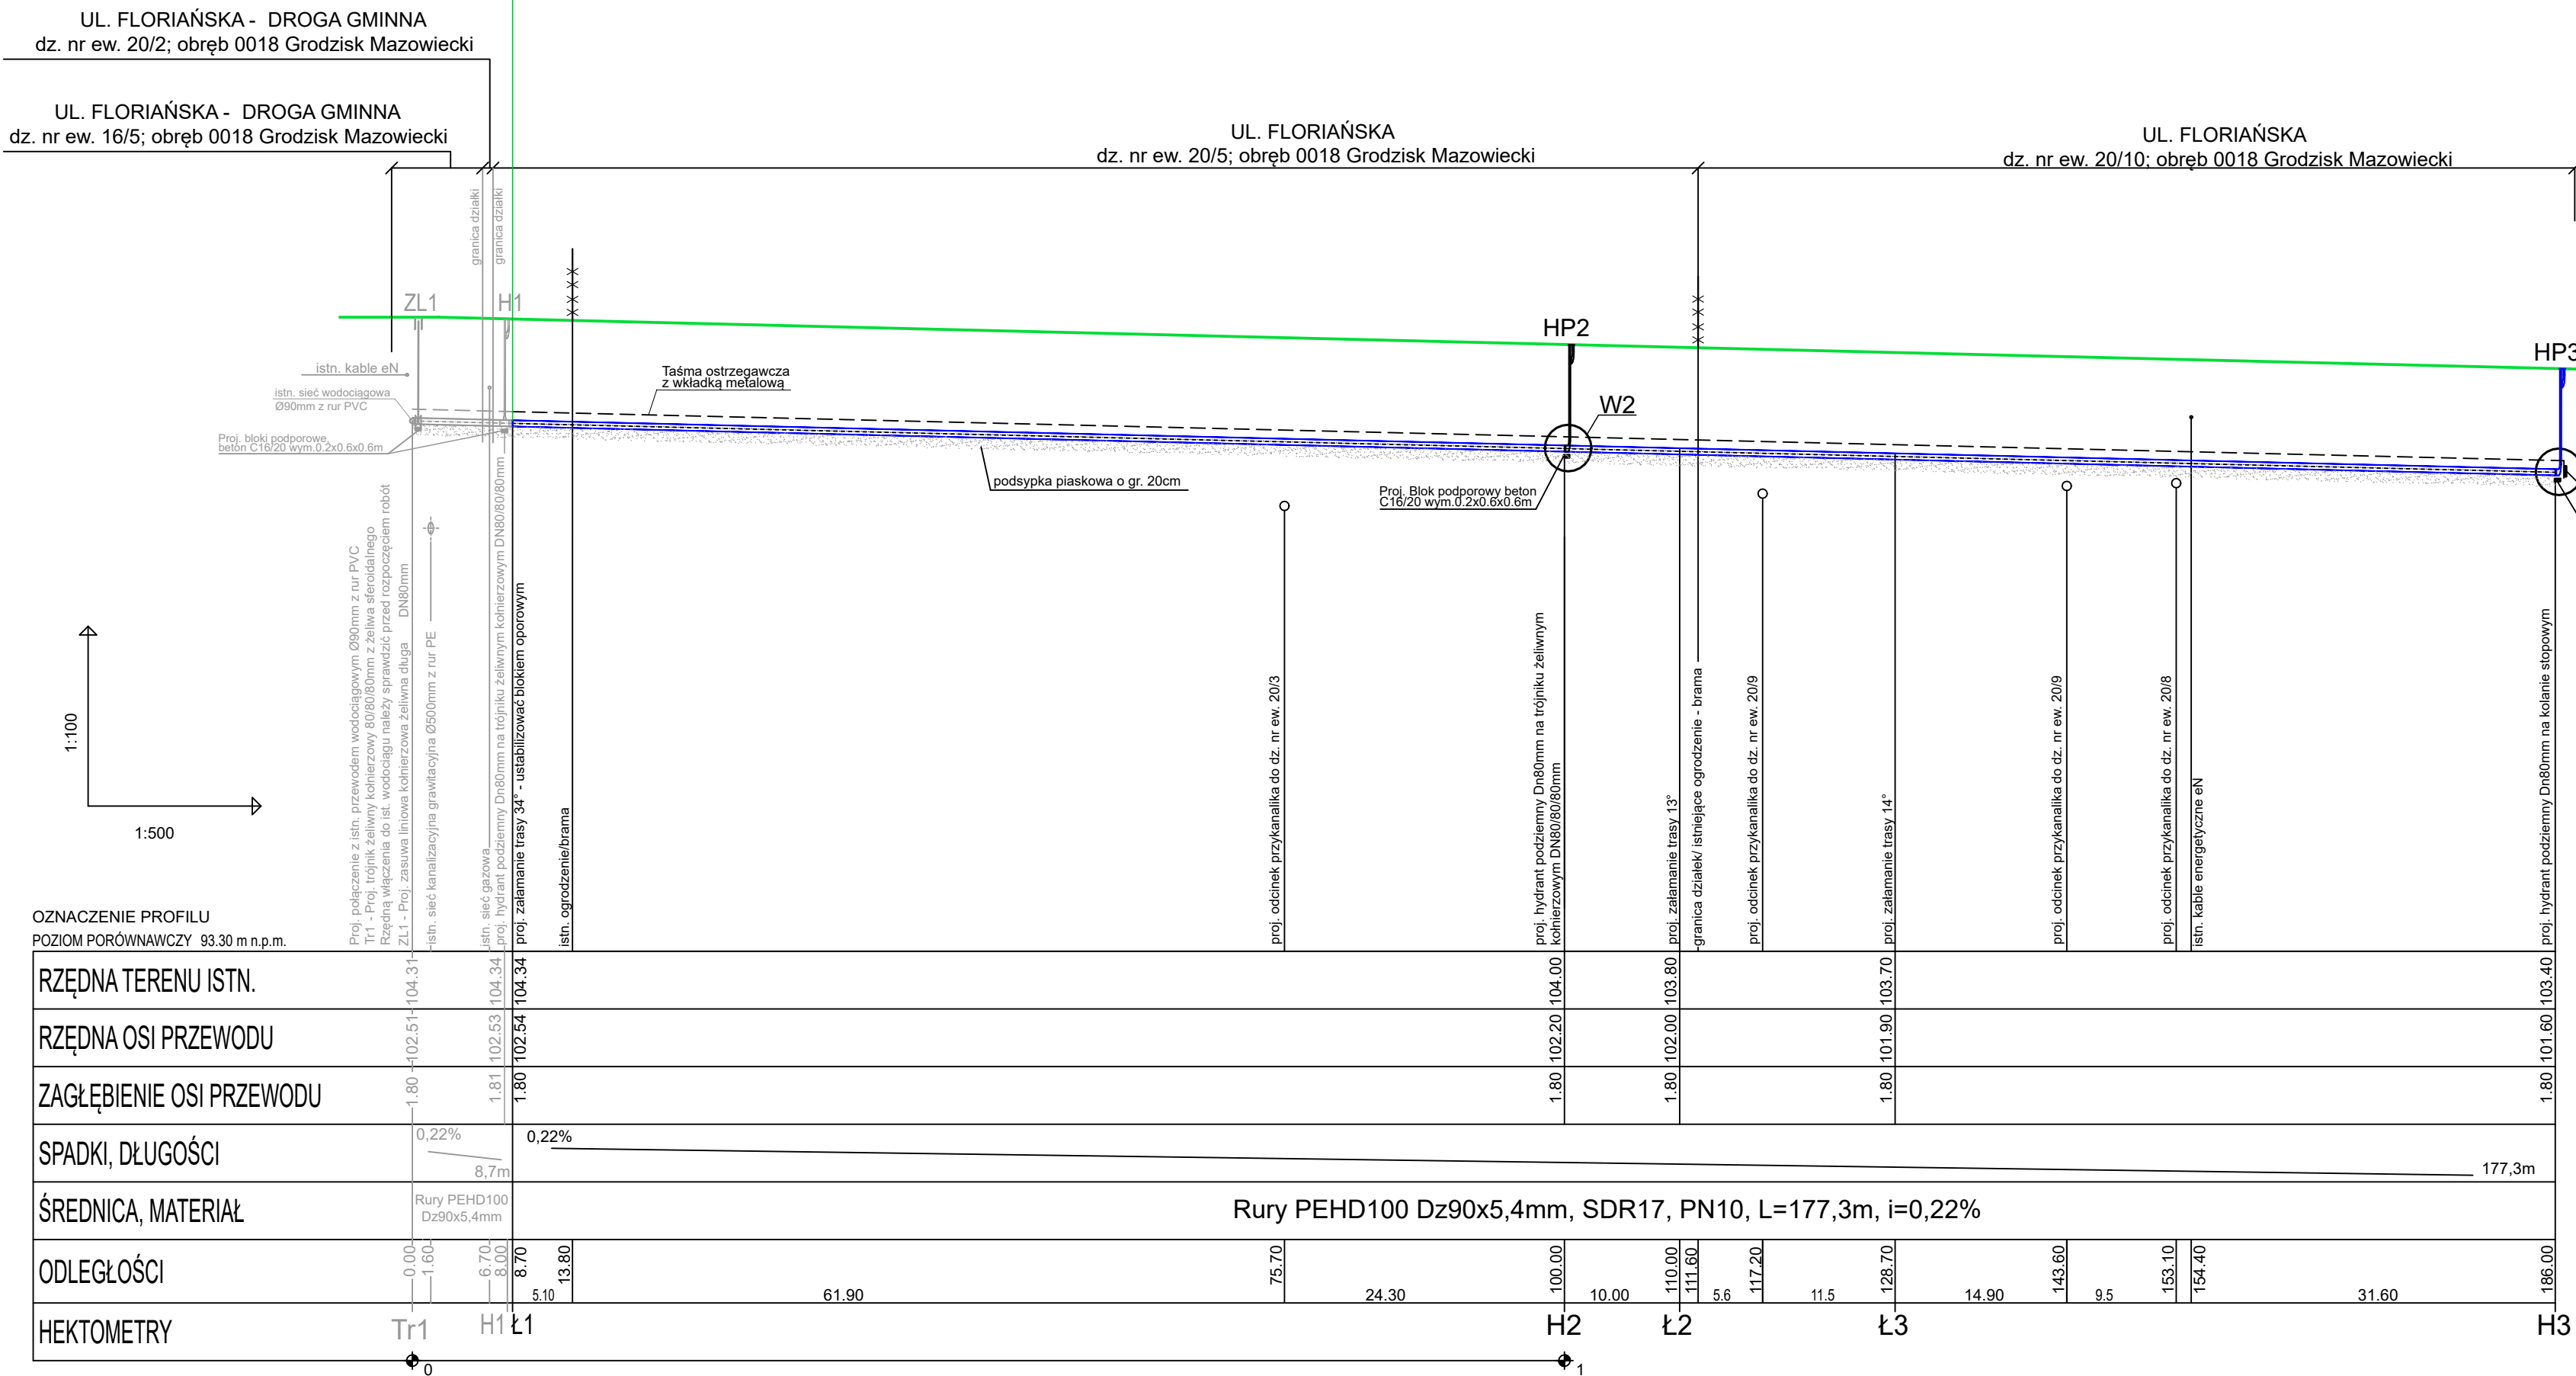 UL. FLORIAŃSKA - DROGA GMINNA
dz. nr ew. 20/2; obręb 0018 Grodzisk Mazowiecki
UL. FLORIAŃSKA - DROGA GMINNA
dz. nr ew. 16/5; obręb 0018 Grodzisk Mazowiecki
UL. FLORIAŃSKA
dz. nr ew. 20/5; obręb 0018 Grodzisk Mazowiecki
UL. FLORIAŃSKA
dz. nr ew. 20/10; obręb 0018 Grodzisk Mazowiecki
granica działki
granica działki
ZL1
H1
HP2
HP3
W2
istn. kable eN
istn. sieć wodociągowa
Ø90mm z rur PVC
Proj. bloki podporowe,
beton C16/20 wym.0.2x0.6x0.6m
Taśma ostrzegawcza
z wkładką metalową
podsypka piaskowa o gr. 20cm
Proj. Blok podporowy beton
C16/20 wym.0.2x0.6x0.6m
1:100
1:500
Proj. połączenie z istn. przewodem wodociągowym Ø90mm z rur PVC
Tr1 - Proj. trójnik żeliwny kołnierzowy 80/80/80mm z żeliwa sferoidalnego
Rzędną włączenia do ist. wodociągu należy sprawdzić przed rozpoczęciem robót
ZL1 - Proj. zasuwa liniowa kołnierzowa żeliwna długa DN80mm
istn. sieć kanalizacyjna grawitacyjna Ø500mm z rur PE
istn. sieć gazowa
proj. hydrant podziemny Dn80mm na trójniku żeliwnym kołnierzowym DN80/80/80mm
proj. załamanie trasy 34° - ustabilizować blokiem oporowym
istn. ogrodzenie/brama
proj. odcinek przykanalika do dz. nr ew. 20/3
proj. hydrant podziemny Dn80mm na trójniku żeliwnym
kołnierzowym DN80/80/80mm
proj. załamanie trasy 13°
granica działek/ istniejące ogrodzenie - brama
proj. odcinek przykanalika do dz. nr ew. 20/9
proj. załamanie trasy 14°
proj. odcinek przykanalika do dz. nr ew. 20/9
proj. odcinek przykanalika do dz. nr ew. 20/8
istn. kable energetyczne eN
proj. hydrant podziemny Dn80mm na kolanie stopowym
OZNACZENIE PROFILU
POZIOM PORÓWNAWCZY 93.30 m n.p.m.
RZĘDNA TERENU ISTN.
104.31 104.34 104.34 104.00 103.80 103.70 103.40
RZĘDNA OSI PRZEWODU
102.51 102.53 102.54 102.20 102.00 101.90 101.60
ZAGŁĘBIENIE OSI PRZEWODU
1.80 1.81 1.80 1.80 1.80 1.80 1.80
SPADKI, DŁUGOŚCI
0,22% 8,7m 0,22% 177,3m
ŚREDNICA, MATERIAŁ
Rury PEHD100
Dz90x5,4mm
Rury PEHD100 Dz90x5,4mm, SDR17, PN10, L=177,3m, i=0,22%
ODLEGŁOŚCI
0.00 1.60 6.70 8.00 8.70 13.80 75.70 100.00 110.00 111.60 117.20 128.70 143.60 153.10 154.40 186.00
5.10 61.90 24.30 10.00 5.6 11.5 14.90 9.5 31.60
HEKTOMETRY
Tr1 H1 Ł1 H2 Ł2 Ł3 H3
0 1